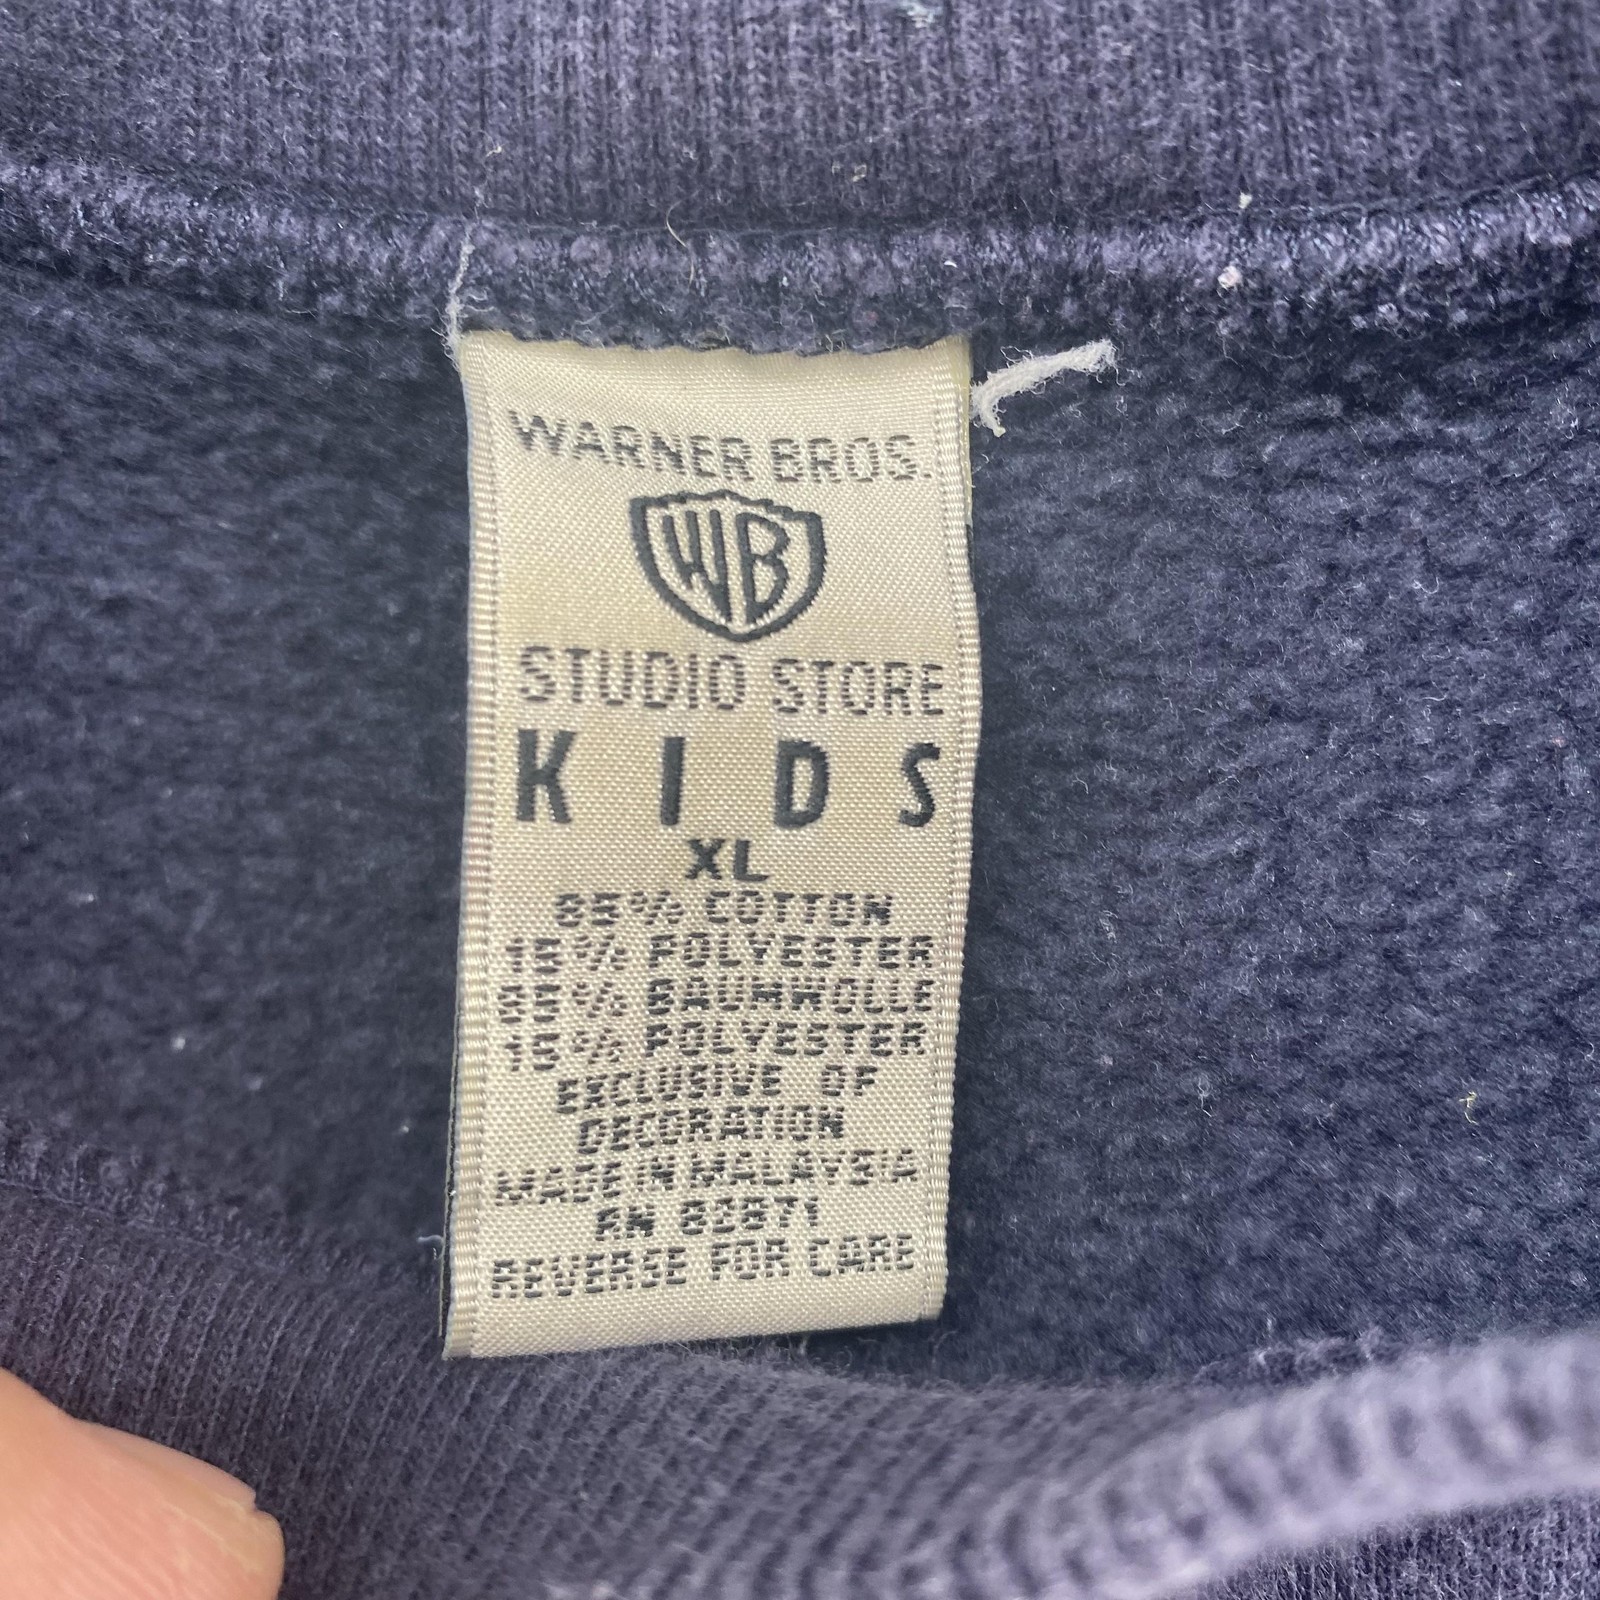 WARNER BROS.
WB
STUDIO STORE
KIDS
XL
85% COTTON
15% POLYESTER
85% BAUMWOLLE
15% POLYESTER
EXCLUSIVE OF
DECORATION
MADE IN MALAYSIA
RN 82871
REVERSE FOR CARE